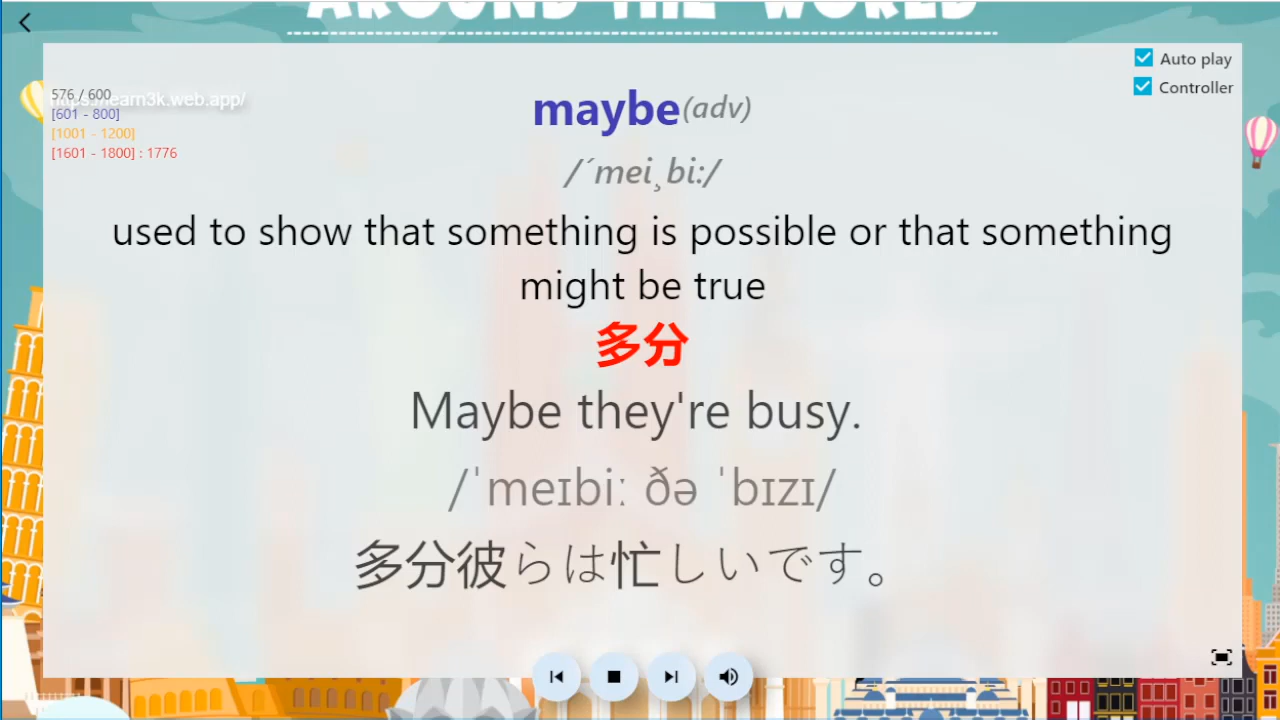 AROUND THE WORLD
Auto play
Controller
576 / 600
https://learn3k.web.app/
[601 - 800]
[1001 - 1200]
[1601 - 1800] : 1776
maybe(adv)
/ˊmei¸bi:/
used to show that something is possible or that something
might be true
多分
Maybe they're busy.
/ˈmeɪbiː ðə ˈbɪzɪ/
多分彼らは忙しいです。